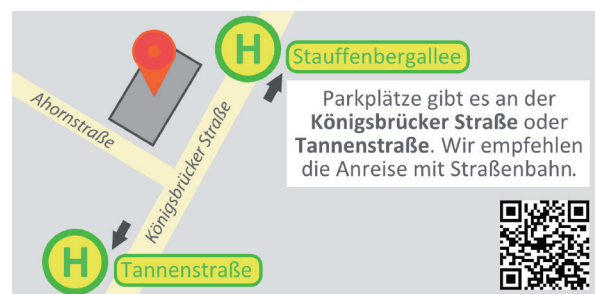 H
Stauffenbergallee
Ahornstraße
Königsbrücker Straße
Parkplätze gibt es an der
Königsbrücker Straße oder
Tannenstraße. Wir empfehlen
die Anreise mit Straßenbahn.
H
Tannenstraße